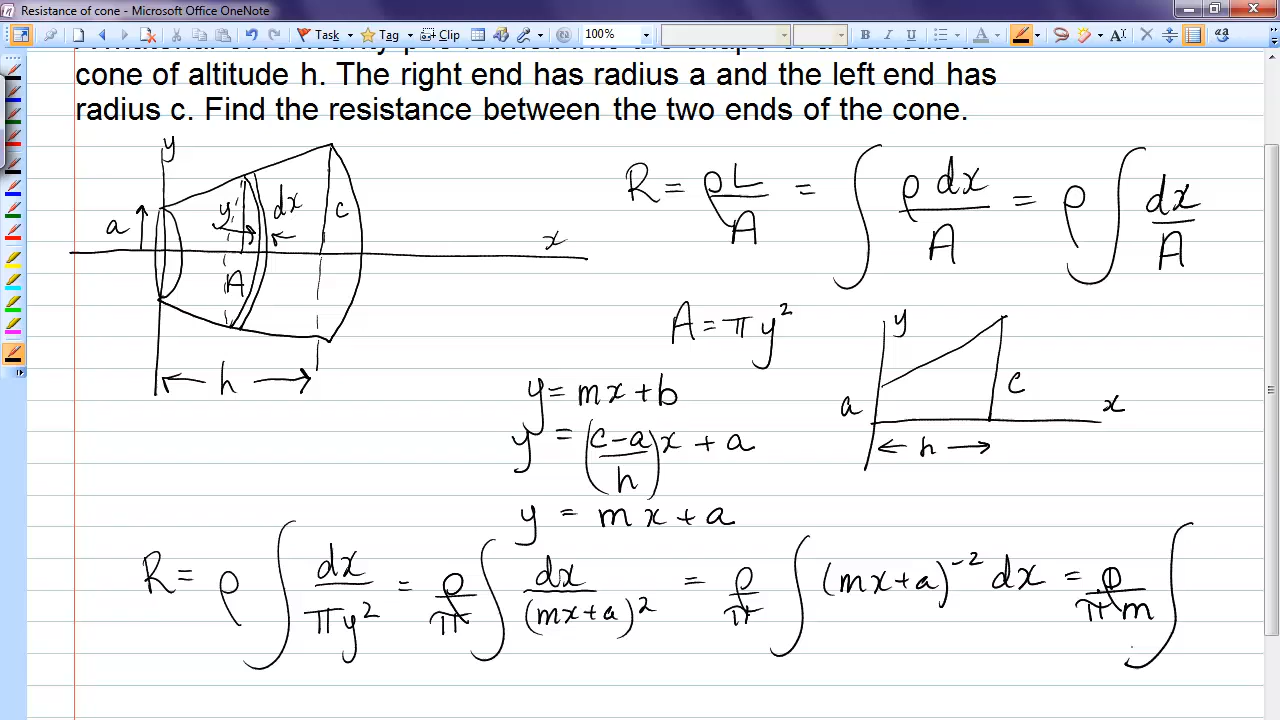 Resistance of cone - Microsoft Office OneNote
Task Tag Clip 100% B I U A
cone of altitude h. The right end has radius a and the left end has
radius c. Find the resistance between the two ends of the cone.
y
a y dx c x
A
h
R = ρL/A = ∫ ρ dx/A = ρ ∫ dx/A
A = πy²
y = mx + b
y = ((c-a)/h)x + a
y = mx + a
y
a c x
h
R = ρ ∫ dx/πy² = ρ/π ∫ dx/(mx+a)² = ρ/π ∫ (mx+a)⁻² dx = ρ/πm ∫